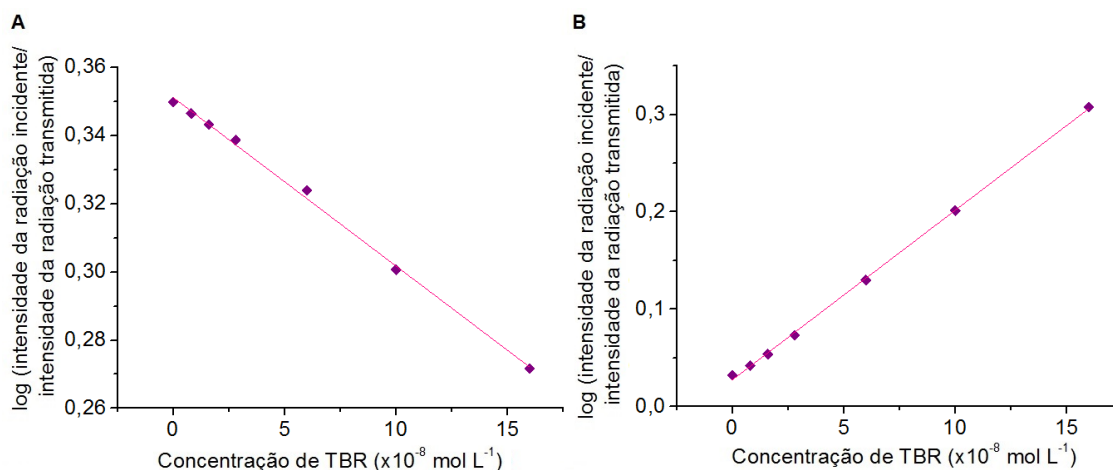 A
log (intensidade da radiação incidente/
intensidade da radiação transmitida)
0,36
0,34
0,32
0,30
0,28
0,26
0
5
10
15
Concentração de TBR (x10⁻⁸ mol L⁻¹)
B
log (intensidade da radiação incidente/
intensidade da radiação transmitida)
0,3
0,2
0,1
0,0
0
5
10
15
Concentração de TBR (x10⁻⁸ mol L⁻¹)